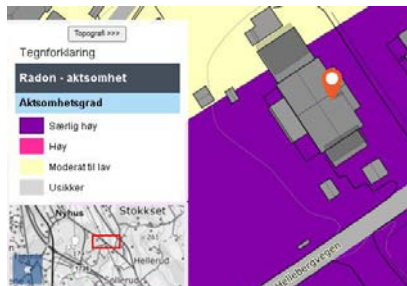 Topografi >>>
Tegnforklaring
Radon - aktsomhet
Aktsomhetsgrad
Særlig høy
Høy
Moderat til lav
Usikker
Nyhus
Stokkset
Hellerud
Hellebergvegen